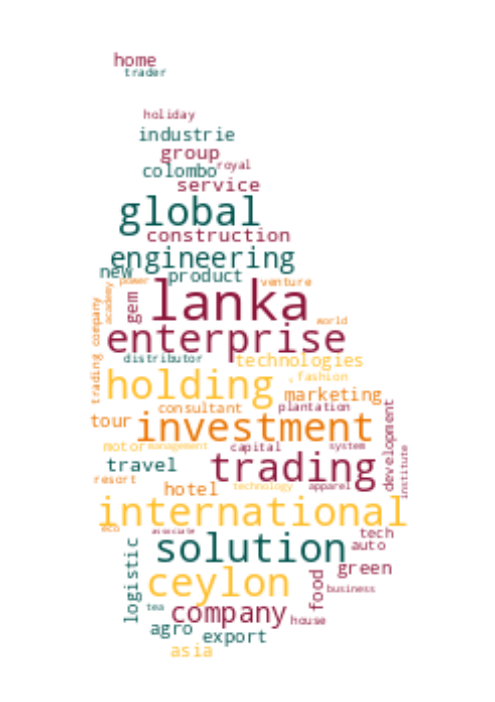 home
trader
holiday
industrie
group
royal
colombo
service
global
construction
engineering
new
product
power
venture
academy
gem
lanka
world
trading company
enterprise
distributor
technologies
, fashion
holding
marketing
consultant
plantation
tour
investment
development
motor
management
capital
system
institute
travel
trading
resort
hotel
technology
apparel
international
eco
associate
tech
solution
auto
logistic
green
ceylon
food
business
tea
company
house
agro
export
asia